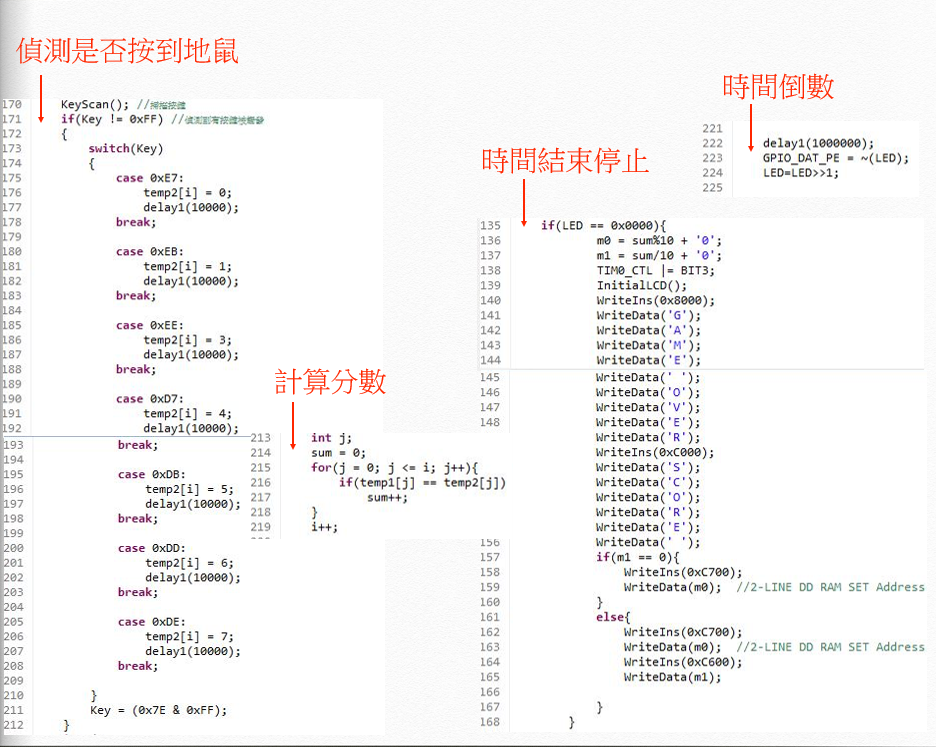 偵測是否按到地鼠
170 KeyScan(); //掃描按鍵
171 if(Key != 0xFF) //
172 {
173 switch(Key)
174 {
175 case 0xE7:
176 temp2[i] = 0;
177 delay1(10000);
178 break;
179
180 case 0xEB:
181 temp2[i] = 1;
182 delay1(10000);
183 break;
184
185 case 0xEE:
186 temp2[i] = 3;
187 delay1(10000);
188 break;
189
190 case 0xD7:
191 temp2[i] = 4;
192 delay1(10000);
193 break;
194
195 case 0xDB:
196 temp2[i] = 5;
197 delay1(10000);
198 break;
199
200 case 0xDD:
201 temp2[i] = 6;
202 delay1(10000);
203 break;
204
205 case 0xDE:
206 temp2[i] = 7;
207 delay1(10000);
208 break;
209
210 }
211 Key = (0x7E & 0xFF);
212 }
計算分數
213 int j;
214 sum = 0;
215 for(j = 0; j <= i; j++){
216 if(temp1[j] == temp2[j])
217 sum++;
218 }
219 i++;
時間結束停止
135 if(LED == 0x0000){
136 m0 = sum%10 + '0';
137 m1 = sum/10 + '0';
138 TIM0_CTL |= BIT3;
139 InitialLCD();
140 WriteIns(0x8000);
141 WriteData('G');
142 WriteData('A');
143 WriteData('M');
144 WriteData('E');
145 WriteData(' ');
146 WriteData('O');
147 WriteData('V');
148 WriteData('E');
WriteData('R');
WriteIns(0xC000);
WriteData('S');
WriteData('C');
WriteData('O');
WriteData('R');
WriteData('E');
156 WriteData(' ');
157 if(m1 == 0){
158 WriteIns(0xC700);
159 WriteData(m0); //2-LINE DD RAM SET Address
160 }
161 else{
162 WriteIns(0xC700);
163 WriteData(m0); //2-LINE DD RAM SET Address
164 WriteIns(0xC600);
165 WriteData(m1);
166
167 }
168 }
時間倒數
221
222 delay1(1000000);
223 GPIO_DAT_PE = ~(LED);
224 LED=LED>>1;
225